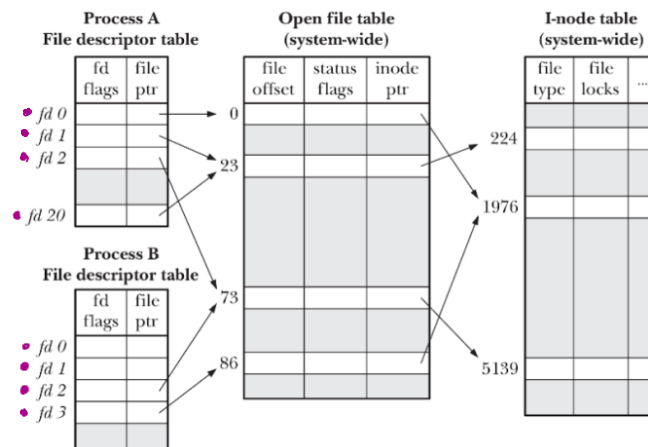 Process A
File descriptor table
fd flags
file ptr
fd 0
fd 1
fd 2
fd 20
Process B
File descriptor table
fd flags
file ptr
fd 0
fd 1
fd 2
fd 3
Open file table
(system-wide)
file offset
status flags
inode ptr
0
23
73
86
I-node table
(system-wide)
file type
file locks
...
224
1976
5139